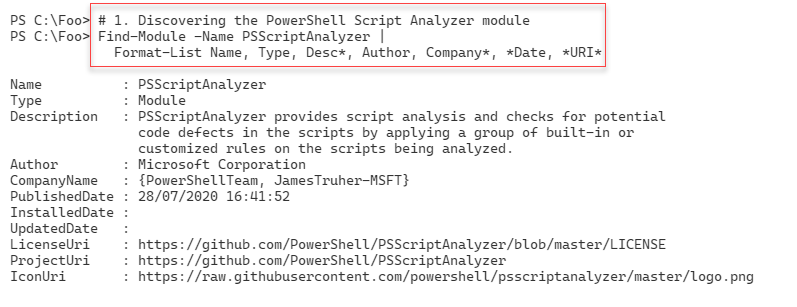 PS C:\Foo> # 1. Discovering the PowerShell Script Analyzer module
PS C:\Foo> Find-Module -Name PSScriptAnalyzer |
Format-List Name, Type, Desc*, Author, Company*, *Date, *URI*
Name : PSScriptAnalyzer
Type : Module
Description : PSScriptAnalyzer provides script analysis and checks for potential
code defects in the scripts by applying a group of built-in or
customized rules on the scripts being analyzed.
Author : Microsoft Corporation
CompanyName : {PowerShellTeam, JamesTruher-MSFT}
PublishedDate : 28/07/2020 16:41:52
InstalledDate :
UpdatedDate :
LicenseUri : https://github.com/PowerShell/PSScriptAnalyzer/blob/master/LICENSE
ProjectUri : https://github.com/PowerShell/PSScriptAnalyzer
IconUri : https://raw.githubusercontent.com/powershell/psscriptanalyzer/master/logo.png